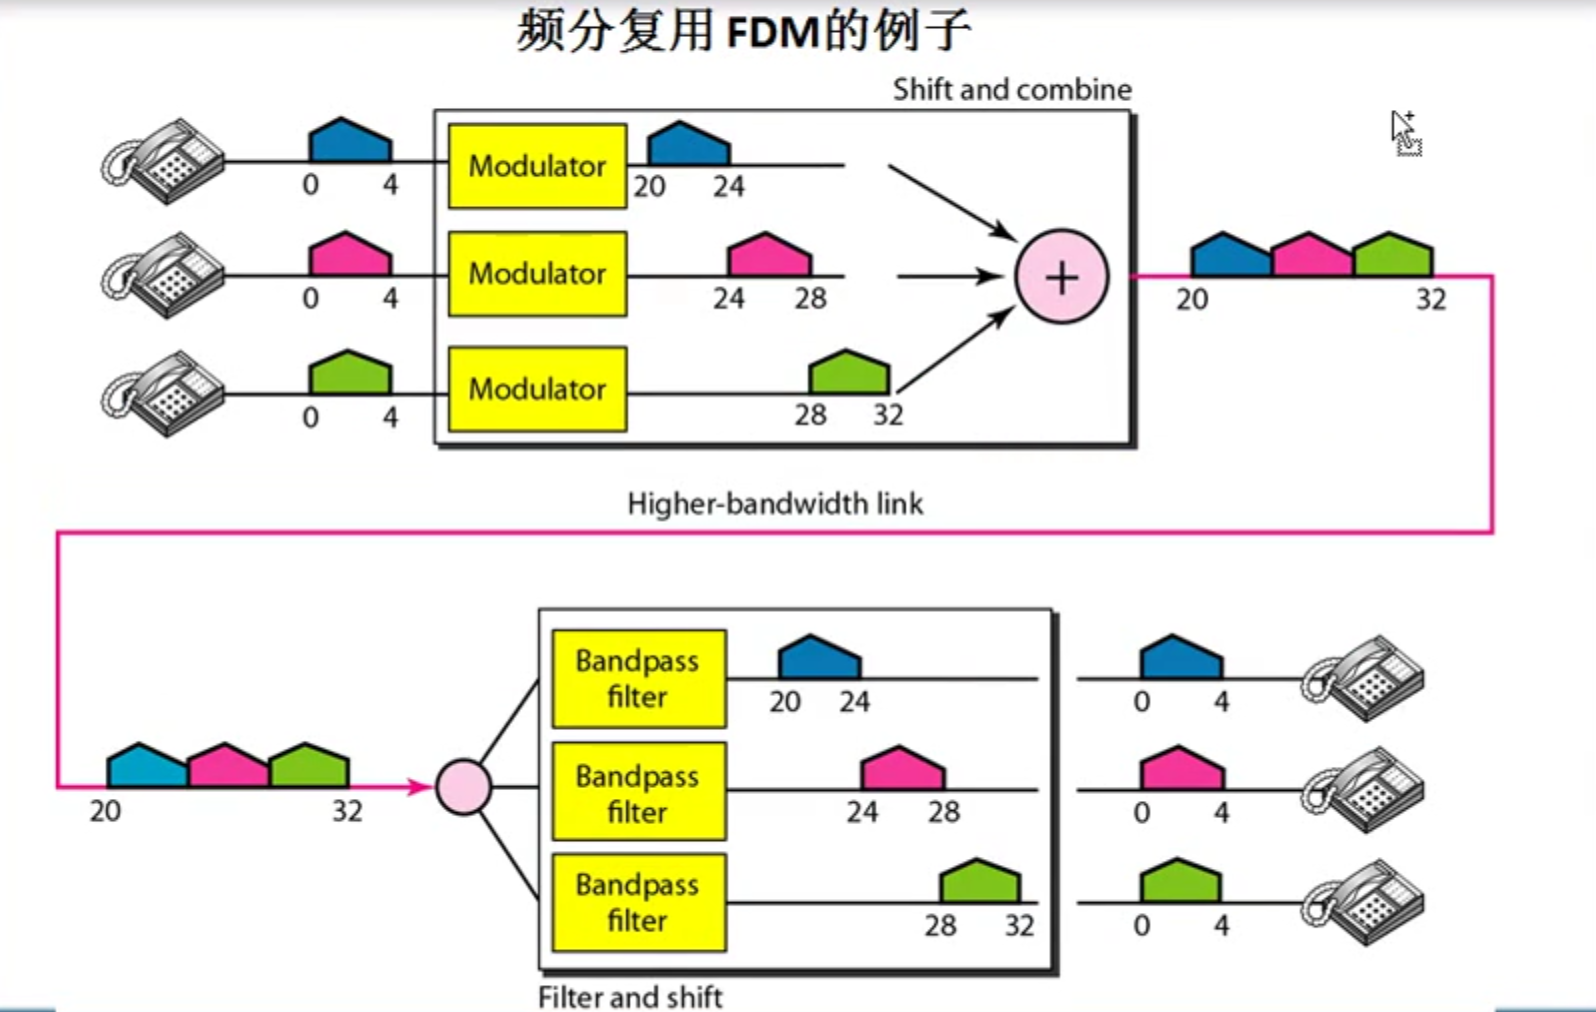 频分复用 FDM的例子
Shift and combine
0 4
Modulator
20 24
0 4
Modulator
24 28
20 32
0 4
Modulator
28 32
Higher-bandwidth link
Bandpass
filter
20 24
0 4
20 32
Bandpass
filter
24 28
0 4
Bandpass
filter
28 32
0 4
Filter and shift